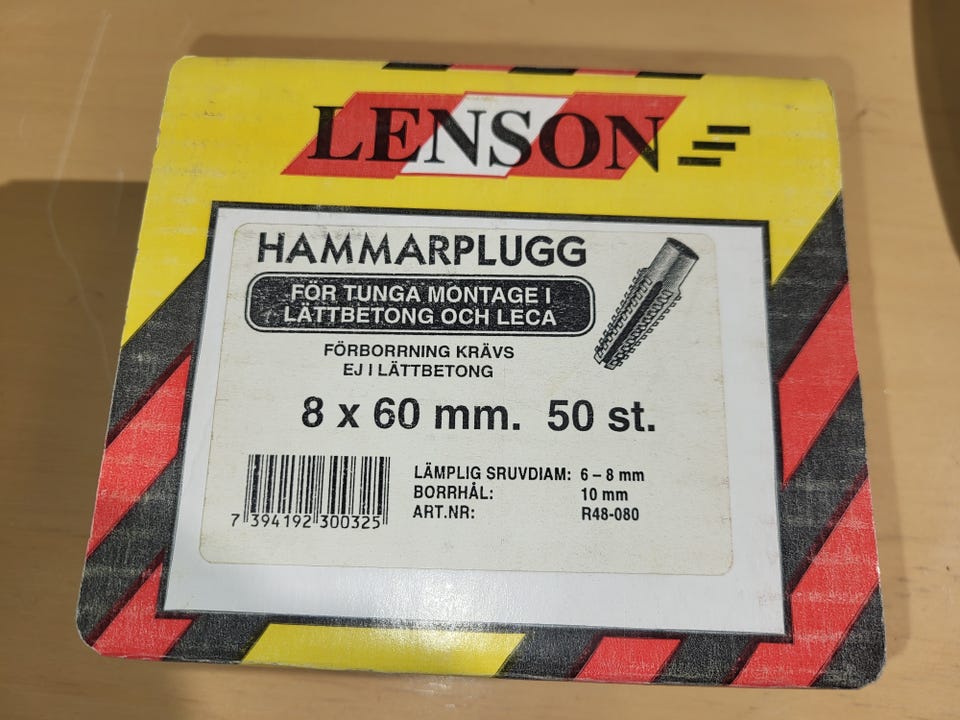 LENSON
HAMMARPLUGG
FÖR TUNGA MONTAGE I
LÄTTBETONG OCH LECA
FÖRBORRNING KRÄVS
EJ I LÄTTBETONG
8 x 60 mm. 50 st.
LÄMPLIG SRUVDIAM: 6 – 8 mm
BORRHÅL: 10 mm
ART.NR: R48-080
7 394192 300325